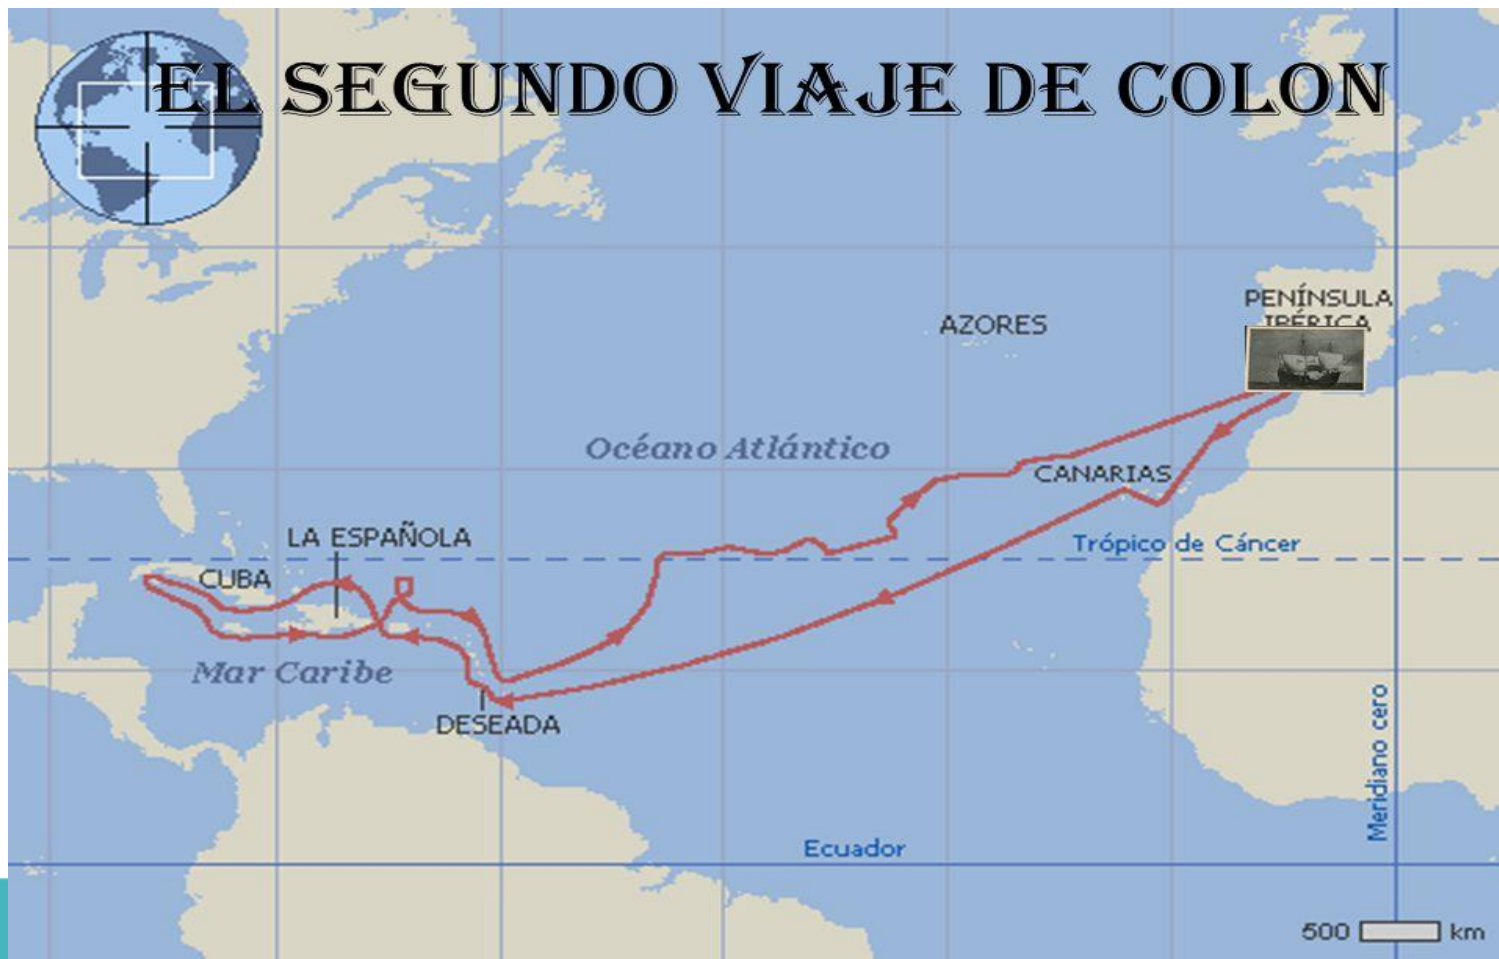 EL SEGUNDO VIAJE DE COLON
PENÍNSULA
IBÉRICA
AZORES
Océano Atlántico
CANARIAS
LA ESPAÑOLA
Trópico de Cáncer
CUBA
Mar Caribe
DESEADA
Meridiano cero
Ecuador
500 km